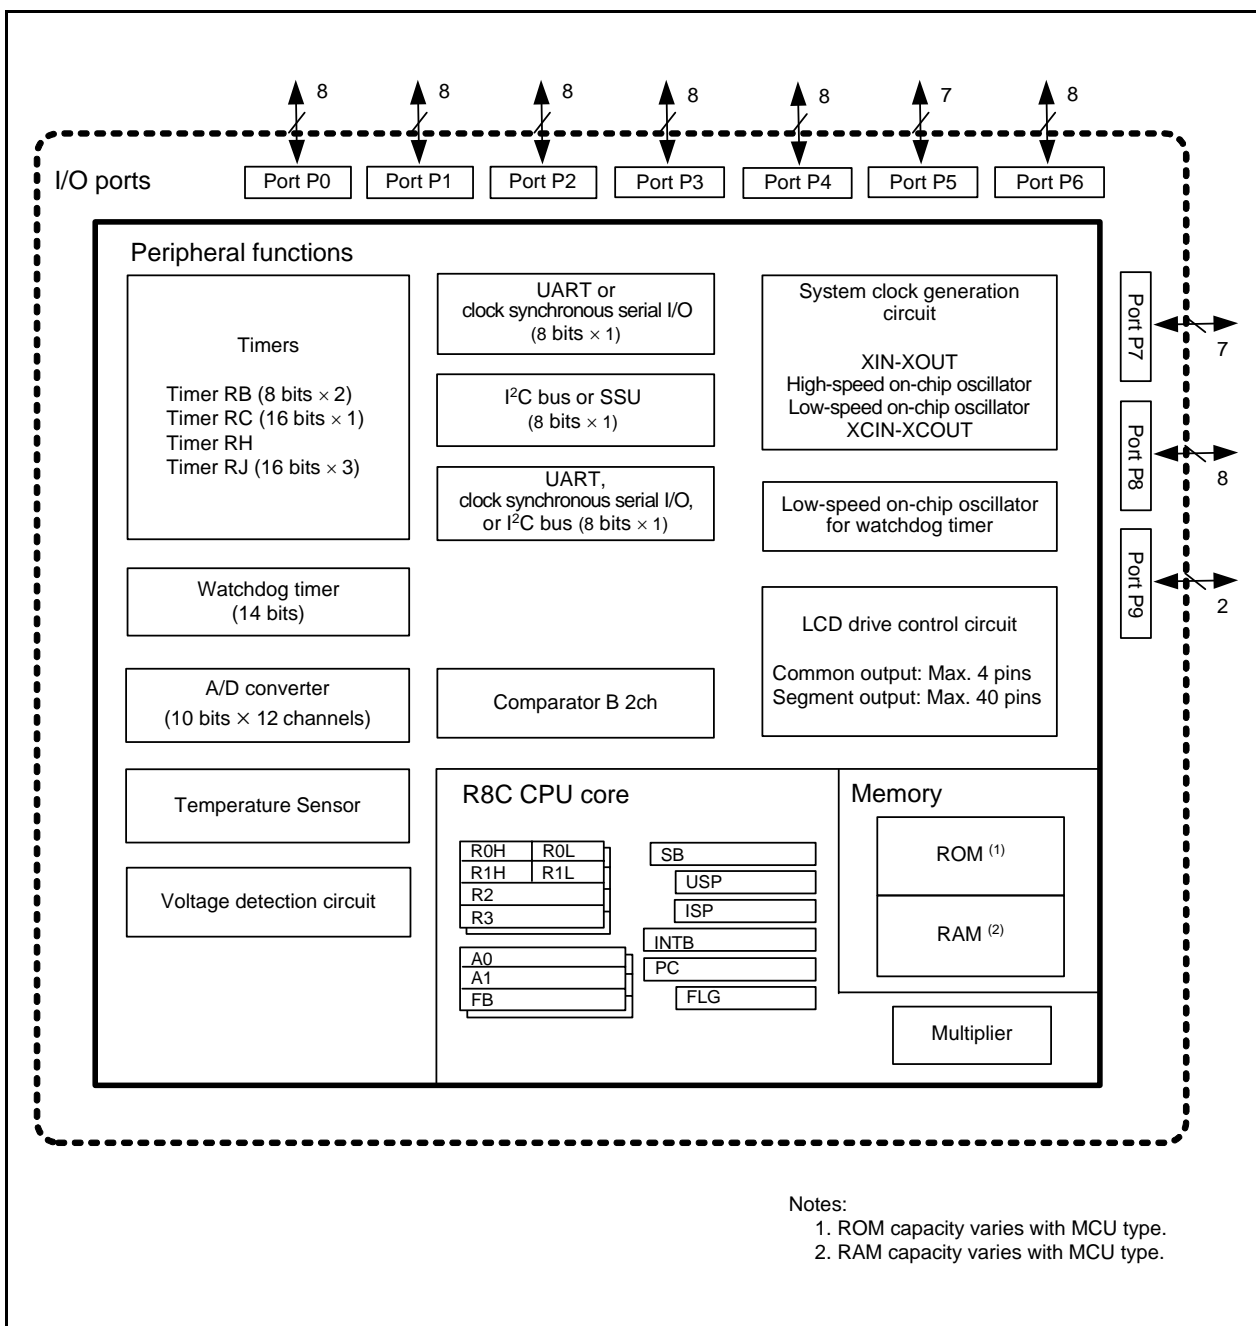 8 8 8 8 8 7 8
I/O ports
Port P0 Port P1 Port P2 Port P3 Port P4 Port P5 Port P6
Peripheral functions
Timers
Timer RB (8 bits × 2)
Timer RC (16 bits × 1)
Timer RH
Timer RJ (16 bits × 3)
Watchdog timer
(14 bits)
A/D converter
(10 bits × 12 channels)
Temperature Sensor
Voltage detection circuit
UART or
clock synchronous serial I/O
(8 bits × 1)
I²C bus or SSU
(8 bits × 1)
UART,
clock synchronous serial I/O,
or I²C bus (8 bits × 1)
Comparator B 2ch
System clock generation
circuit
XIN-XOUT
High-speed on-chip oscillator
Low-speed on-chip oscillator
XCIN-XCOUT
Low-speed on-chip oscillator
for watchdog timer
LCD drive control circuit
Common output: Max. 4 pins
Segment output: Max. 40 pins
Port P7
7
Port P8
8
Port P9
2
R8C CPU core
R0H R0L
R1H R1L
R2
R3
A0
A1
FB
SB
USP
ISP
INTB
PC
FLG
Memory
ROM (1)
RAM (2)
Multiplier
Notes:
1. ROM capacity varies with MCU type.
2. RAM capacity varies with MCU type.